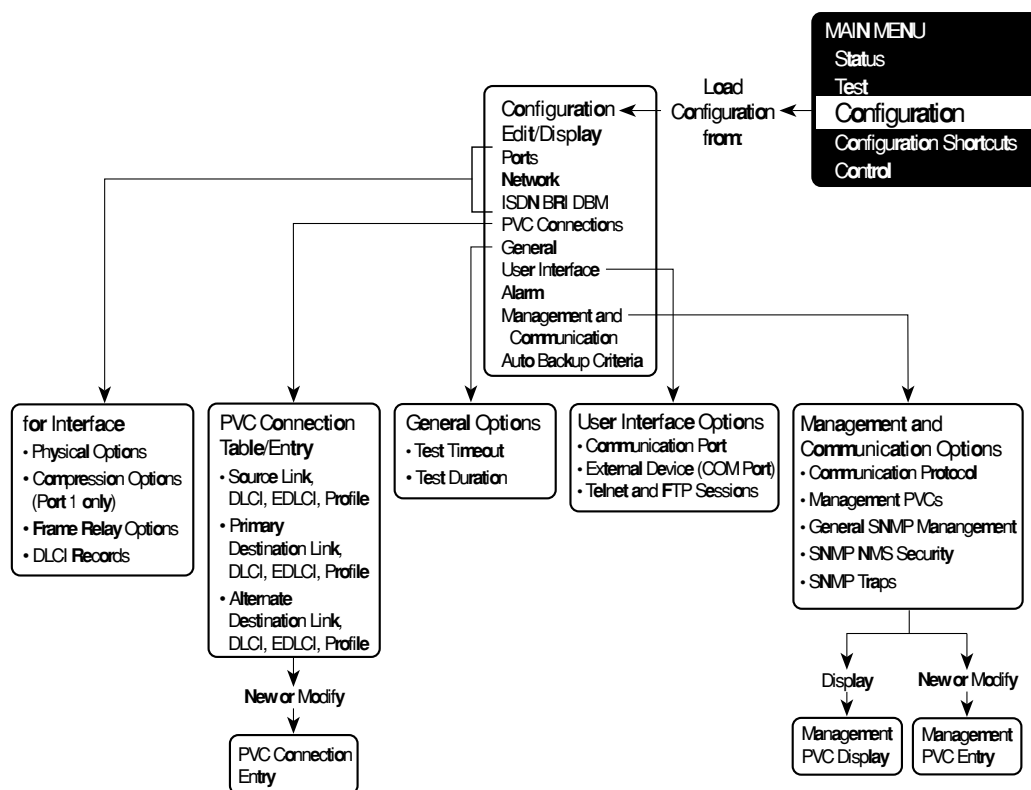 MAIN MENU
Status
Test
Configuration
Configuration Shortcuts
Control
Load
Configuration
from:
Configuration
Edit/Display
Ports
Network
ISDN BRI DBM
PVC Connections
General
User Interface
Alarm
Management and
Communication
Auto Backup Criteria
for Interface
• Physical Options
• Compression Options
(Port 1 only)
• Frame Relay Options
• DLCI Records
PVC Connection
Table/Entry
• Source Link,
DLCI, EDLCI, Profile
• Primary
Destination Link,
DLCI, EDLCI, Profile
• Alternate
Destination Link,
DLCI, EDLCI, Profile
New or Modify
PVC Connection
Entry
General Options
• Test Timeout
• Test Duration
User Interface Options
• Communication Port
• External Device (COM Port)
• Telnet and FTP Sessions
Management and
Communication Options
• Communication Protocol
• Management PVCs
• General SNMP Manangement
• SNMP NMS Security
• SNMP Traps
Display
New or Modify
Management
PVC Display
Management
PVC Entry